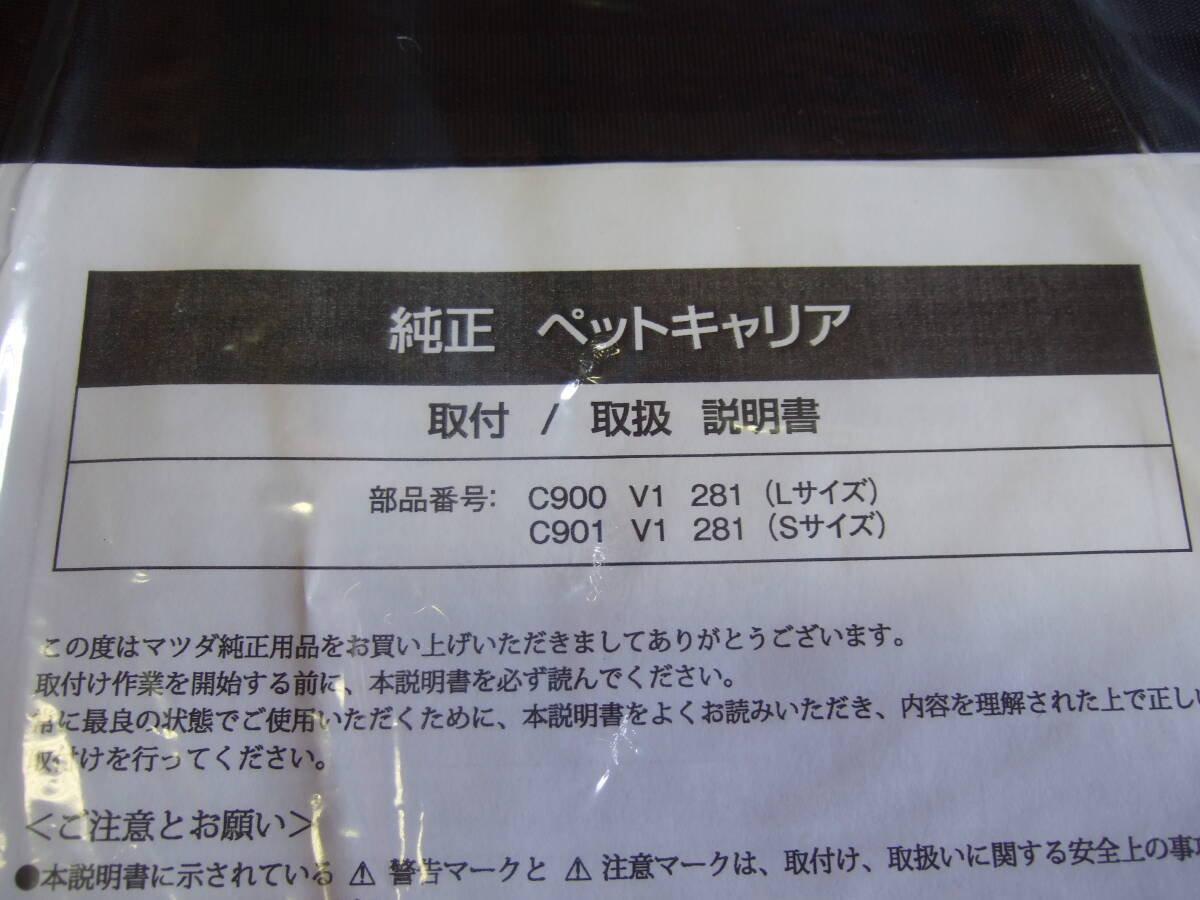 純正 ペットキャリア
取付 / 取扱 説明書
部品番号: C900 V1 281 (Lサイズ)
C901 V1 281 (Sサイズ)
この度はマツダ純正用品をお買い上げいただきましてありがとうございます。
取付け作業を開始する前に、本説明書を必ず読んでください。
常に最良の状態でご使用いただくために、本説明書をよくお読みいただき、内容を理解された上で正しい
取付けを行ってください。
<ご注意とお願い>
●本説明書に示されている ⚠ 警告マークと ⚠ 注意マークは、取付け、取扱いに関する安全上の事項